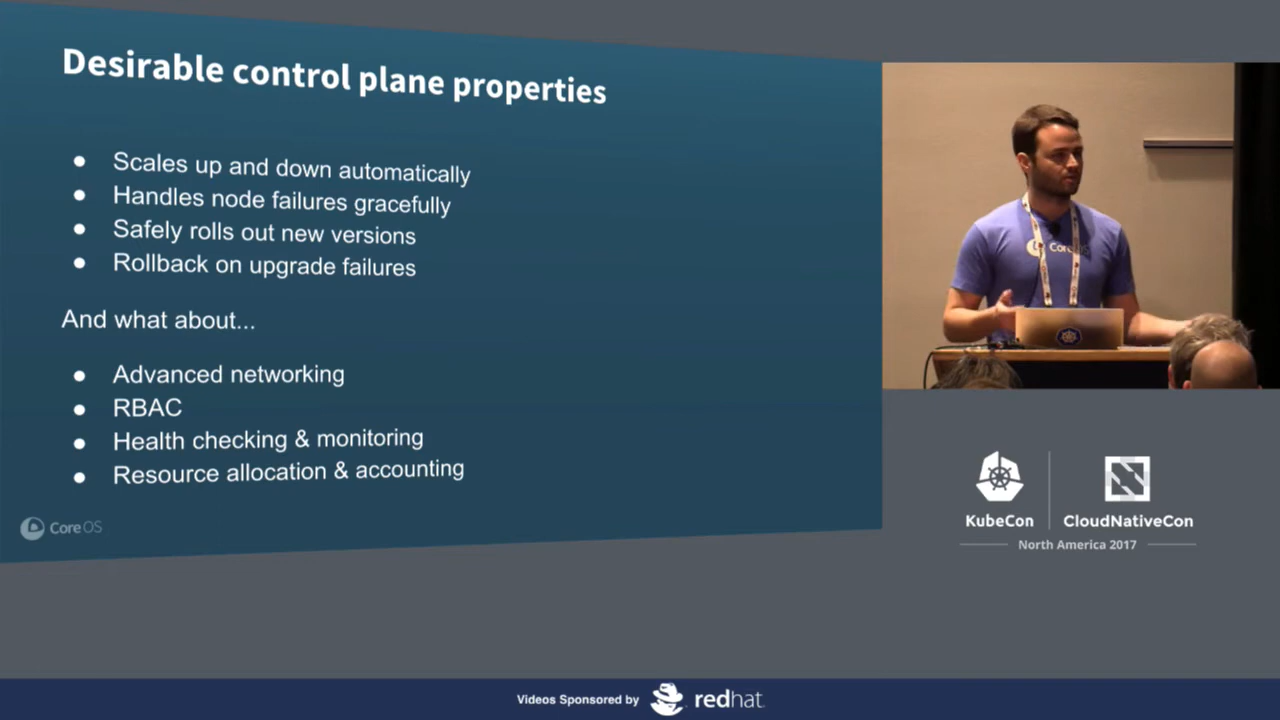 Desirable control plane properties
● Scales up and down automatically
● Handles node failures gracefully
● Safely rolls out new versions
● Rollback on upgrade failures
And what about...
● Advanced networking
● RBAC
● Health checking & monitoring
● Resource allocation & accounting
CoreOS
CoreOS
KubeCon
CloudNativeCon
North America 2017
Videos Sponsored by redhat